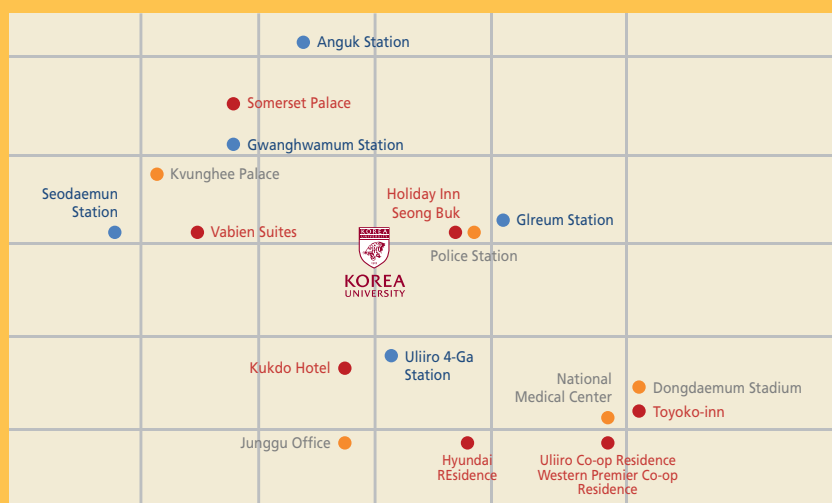 Anguk Station
Somerset Palace
Gwanghwamum Station
Kvunghee Palace
Seodaemun
Station
Vabien Suites
Holiday Inn
Seong Buk
Glreum Station
Police Station
KOREA
UNIVERSITY
KOREA
UNIVERSITY
Kukdo Hotel
Uliiro 4-Ga
Station
National
Medical Center
Dongdaemum Stadium
Toyoko-inn
Junggu Office
Hyundai
REsidence
Uliiro Co-op Residence
Western Premier Co-op
Residence